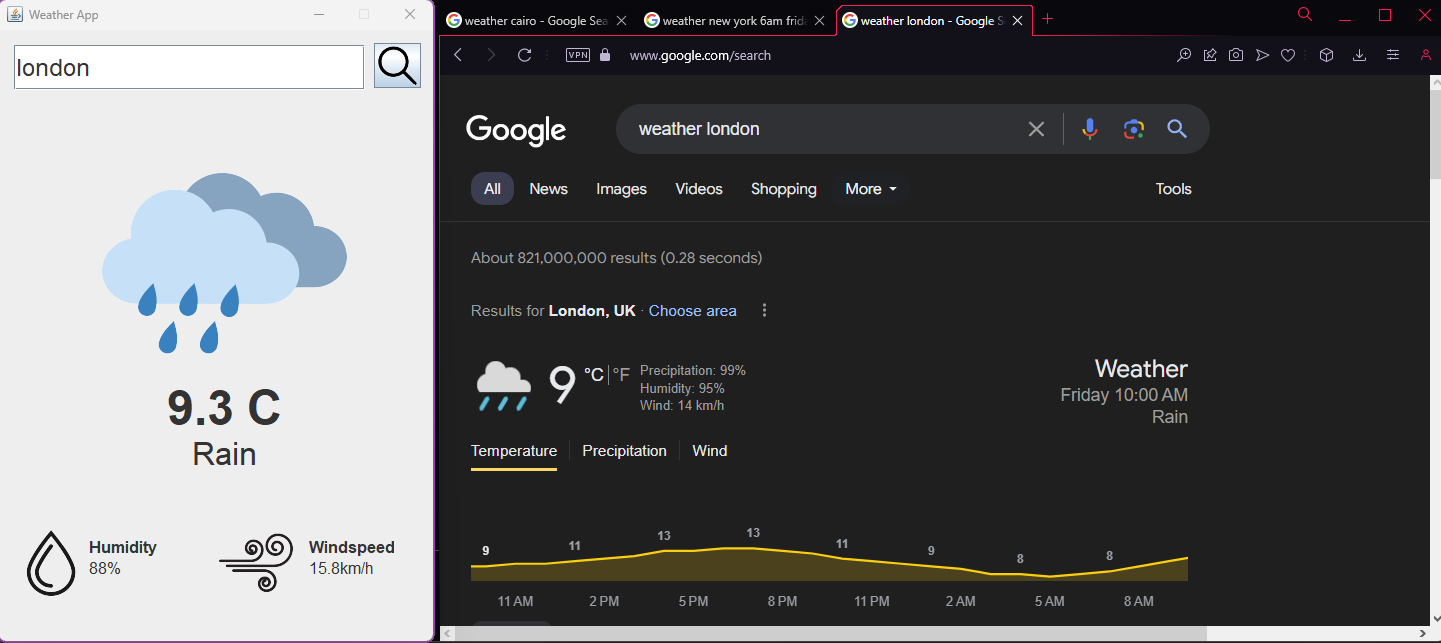 Weather App
london
9.3 C
Rain
Humidity
88%
Windspeed
15.8km/h
weather cairo - Google Sea
weather new york 6am frid
weather london - Google S
VPN
www.google.com/search
Google
weather london
All News Images Videos Shopping More Tools
About 821,000,000 results (0.28 seconds)
Results for London, UK · Choose area
9 °C | °F
Precipitation: 99%
Humidity: 95%
Wind: 14 km/h
Weather
Friday 10:00 AM
Rain
Temperature Precipitation Wind
9 11 13 13 11 9 8 8
11 AM 2 PM 5 PM 8 PM 11 PM 2 AM 5 AM 8 AM